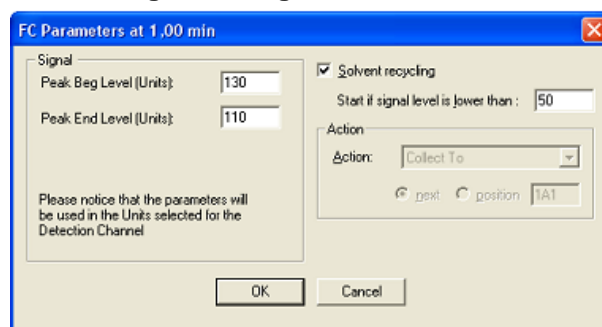 FC Parameters at 1,00 min
Signal
Peak Beg Level (Units): 130
Peak End Level (Units): 110
Please notice that the parameters will
be used in the Units selected for the
Detection Channel
Solvent recycling
Start if signal level is lower than : 50
Action
Action: Collect To
next position 1A1
OK Cancel